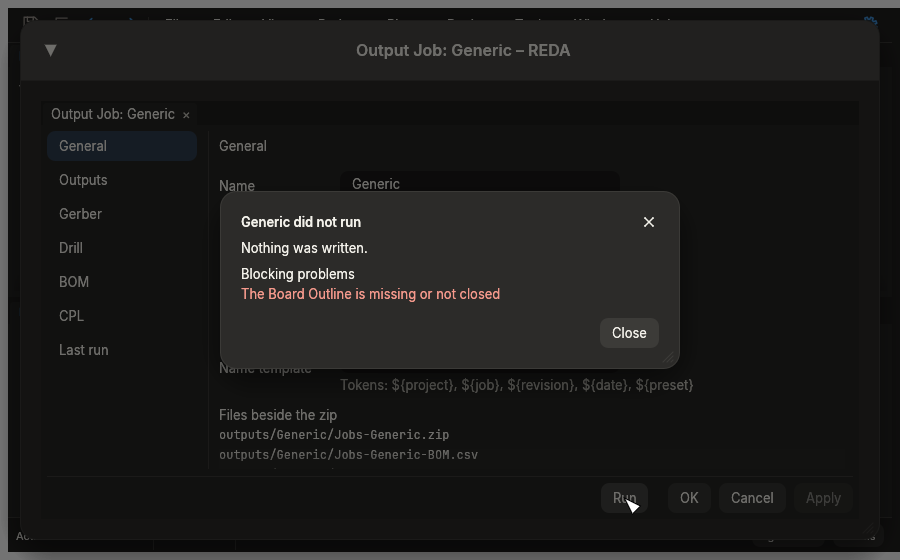 Output Job: Generic – REDA
Output Job: Generic ×
General
Outputs
Gerber
Drill
BOM
CPL
Last run
General
Name
Generic
Generic did not run
Nothing was written.
Blocking problems
The Board Outline is missing or not closed
Close
Name template
Tokens: ${project}, ${job}, ${revision}, ${date}, ${preset}
Files beside the zip
outputs/Generic/Jobs-Generic.zip
outputs/Generic/Jobs-Generic-BOM.csv
Run
OK
Cancel
Apply